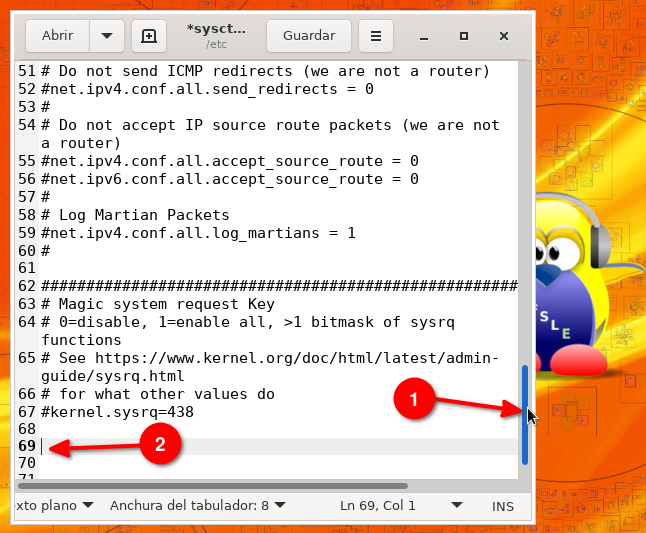 Abrir
*sysct...
/etc
Guardar
51 # Do not send ICMP redirects (we are not a router)
52 #net.ipv4.conf.all.send_redirects = 0
53 #
54 # Do not accept IP source route packets (we are not
a router)
55 #net.ipv4.conf.all.accept_source_route = 0
56 #net.ipv6.conf.all.accept_source_route = 0
57 #
58 # Log Martian Packets
59 #net.ipv4.conf.all.log_martians = 1
60 #
61
62 #####################################################
63 # Magic system request Key
64 # 0=disable, 1=enable all, >1 bitmask of sysrq
functions
65 # See https://www.kernel.org/doc/html/latest/admin-
guide/sysrq.html
66 # for what other values do
67 #kernel.sysrq=438
68
69
70
1
2
xto plano Anchura del tabulador: 8 Ln 69, Col 1 INS
SLE